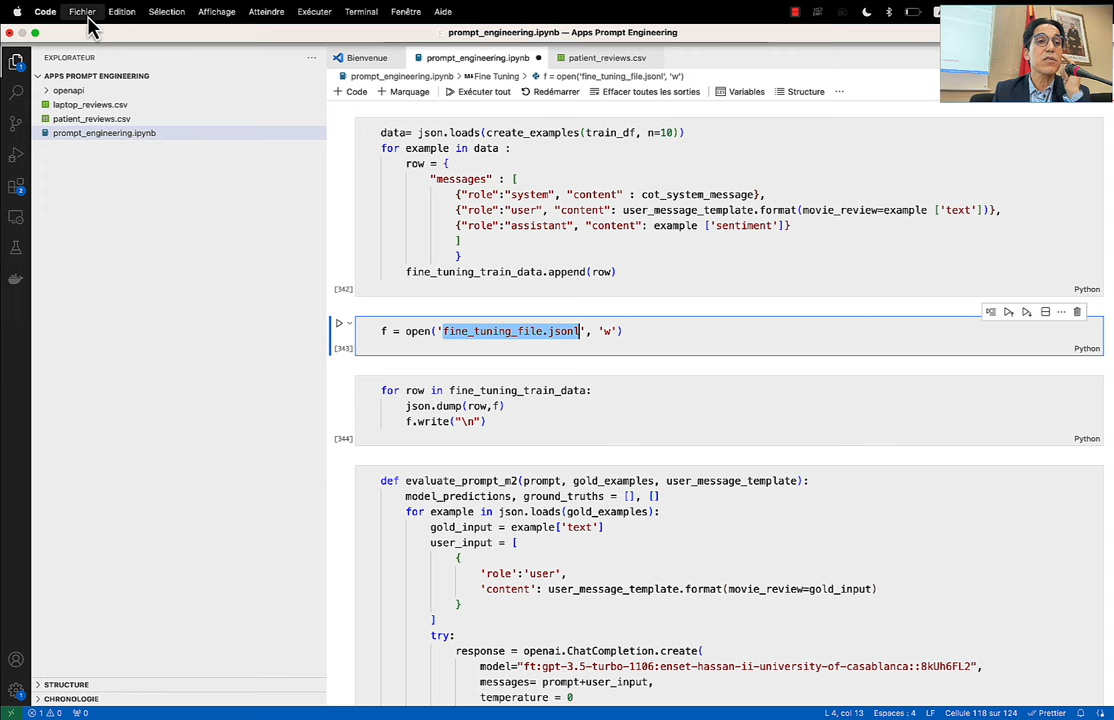 Code Fichier Edition Sélection Affichage Atteindre Exécuter Terminal Fenêtre Aide
prompt_engineering.ipynb — Apps Prompt Engineering
EXPLORATEUR
APPS PROMPT ENGINEERING
openapi
laptop_reviews.csv
patient_reviews.csv
prompt_engineering.ipynb
STRUCTURE
CHRONOLOGIE
Bienvenue prompt_engineering.ipynb patient_reviews.csv
prompt_engineering.ipynb > Fine Tuning > f = open('fine_tuning_file.jsonl', 'w')
+ Code + Marquage Exécuter tout Redémarrer Effacer toutes les sorties Variables Structure ...
data= json.loads(create_examples(train_df, n=10))
for example in data :
row = {
"messages" : [
{"role":"system", "content" : cot_system_message},
{"role":"user", "content": user_message_template.format(movie_review=example ['text'])},
{"role":"assistant", "content": example ['sentiment']}
]
}
fine_tuning_train_data.append(row)
[342] Python
f = open('fine_tuning_file.jsonl', 'w')
[343] Python
for row in fine_tuning_train_data:
json.dump(row,f)
f.write("\n")
[344] Python
def evaluate_prompt_m2(prompt, gold_examples, user_message_template):
model_predictions, ground_truths = [], []
for example in json.loads(gold_examples):
gold_input = example['text']
user_input = [
{
'role':'user',
'content': user_message_template.format(movie_review=gold_input)
}
]
try:
response = openai.ChatCompletion.create(
model="ft:gpt-3.5-turbo-1106:enset-hassan-ii-university-of-casablanca::8kUh6FL2",
messages= prompt+user_input,
temperature = 0
1 0 0 L 4, col 13 Espaces : 4 LF Cellule 118 sur 124 Prettier